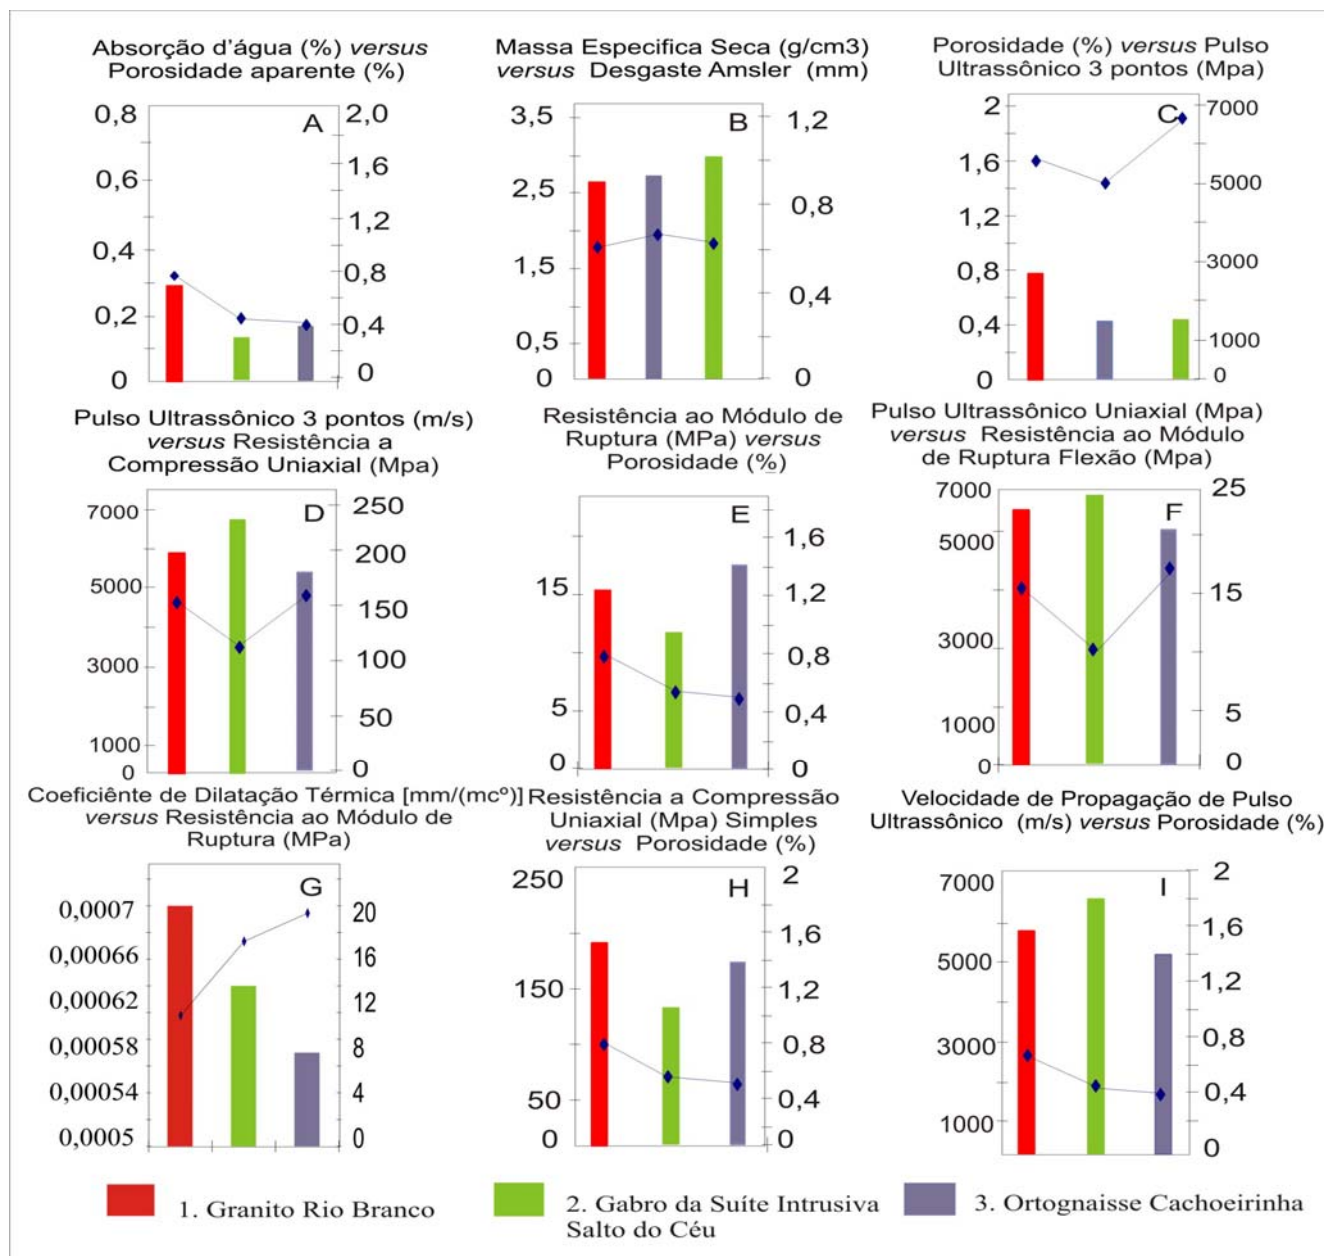 Absorção d'água (%) versus
Porosidade aparente (%)
A
0,8
0,6
0,4
0,2
0
2,0
1,6
1,2
0,8
0,4
0
Massa Especifica Seca (g/cm3)
versus Desgaste Amsler (mm)
B
3,5
2,5
1,5
0,5
0
1,2
0,8
0,4
0
Porosidade (%) versus Pulso
Ultrassônico 3 pontos (Mpa)
C
2
1,6
1,2
0,8
0,4
0
7000
5000
3000
1000
0
Pulso Ultrassônico 3 pontos (m/s)
versus Resistência a
Compressão Uniaxial (Mpa)
D
7000
5000
3000
1000
0
250
200
150
100
50
0
Resistência ao Módulo de
Ruptura (MPa) versus
Porosidade (%)
E
15
5
0
1,6
1,2
0,8
0,4
0
Pulso Ultrassônico Uniaxial (Mpa)
versus Resistência ao Módulo
de Ruptura Flexão (Mpa)
F
7000
5000
3000
1000
0
25
15
5
0
Coeficiênte de Dilatação Térmica [mm/(mcº)]
versus Resistência ao Módulo de
Ruptura (MPa)
G
0,0007
0,00066
0,00062
0,00058
0,00054
0,0005
20
16
12
8
4
0
Resistência a Compressão
Uniaxial (Mpa) Simples
versus Porosidade (%)
H
250
150
50
0
2
1,6
1,2
0,8
0,4
0
Velocidade de Propagação de Pulso
Ultrassônico (m/s) versus Porosidade (%)
I
7000
5000
3000
1000
2
1,6
1,2
0,8
0,4
0
1. Granito Rio Branco
2. Gabro da Suíte Intrusiva
Salto do Céu
3. Ortognaisse Cachoeirinha